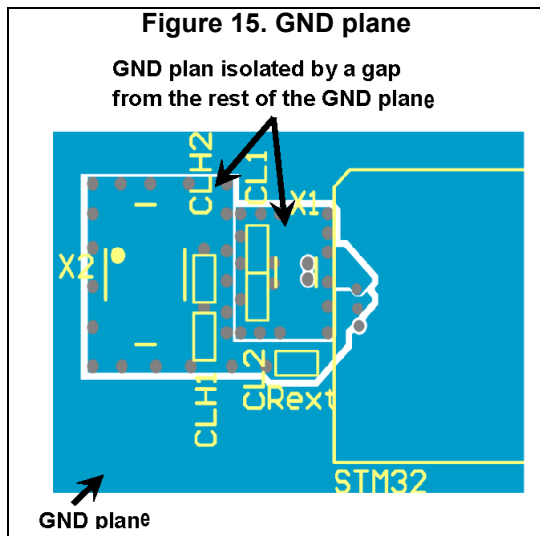 Figure 15. GND plane
GND plan isolated by a gap
from the rest of the GND plane
CLH2
CL1
X1
X2
CLH1
CL2
Rext
STM32
GND plane